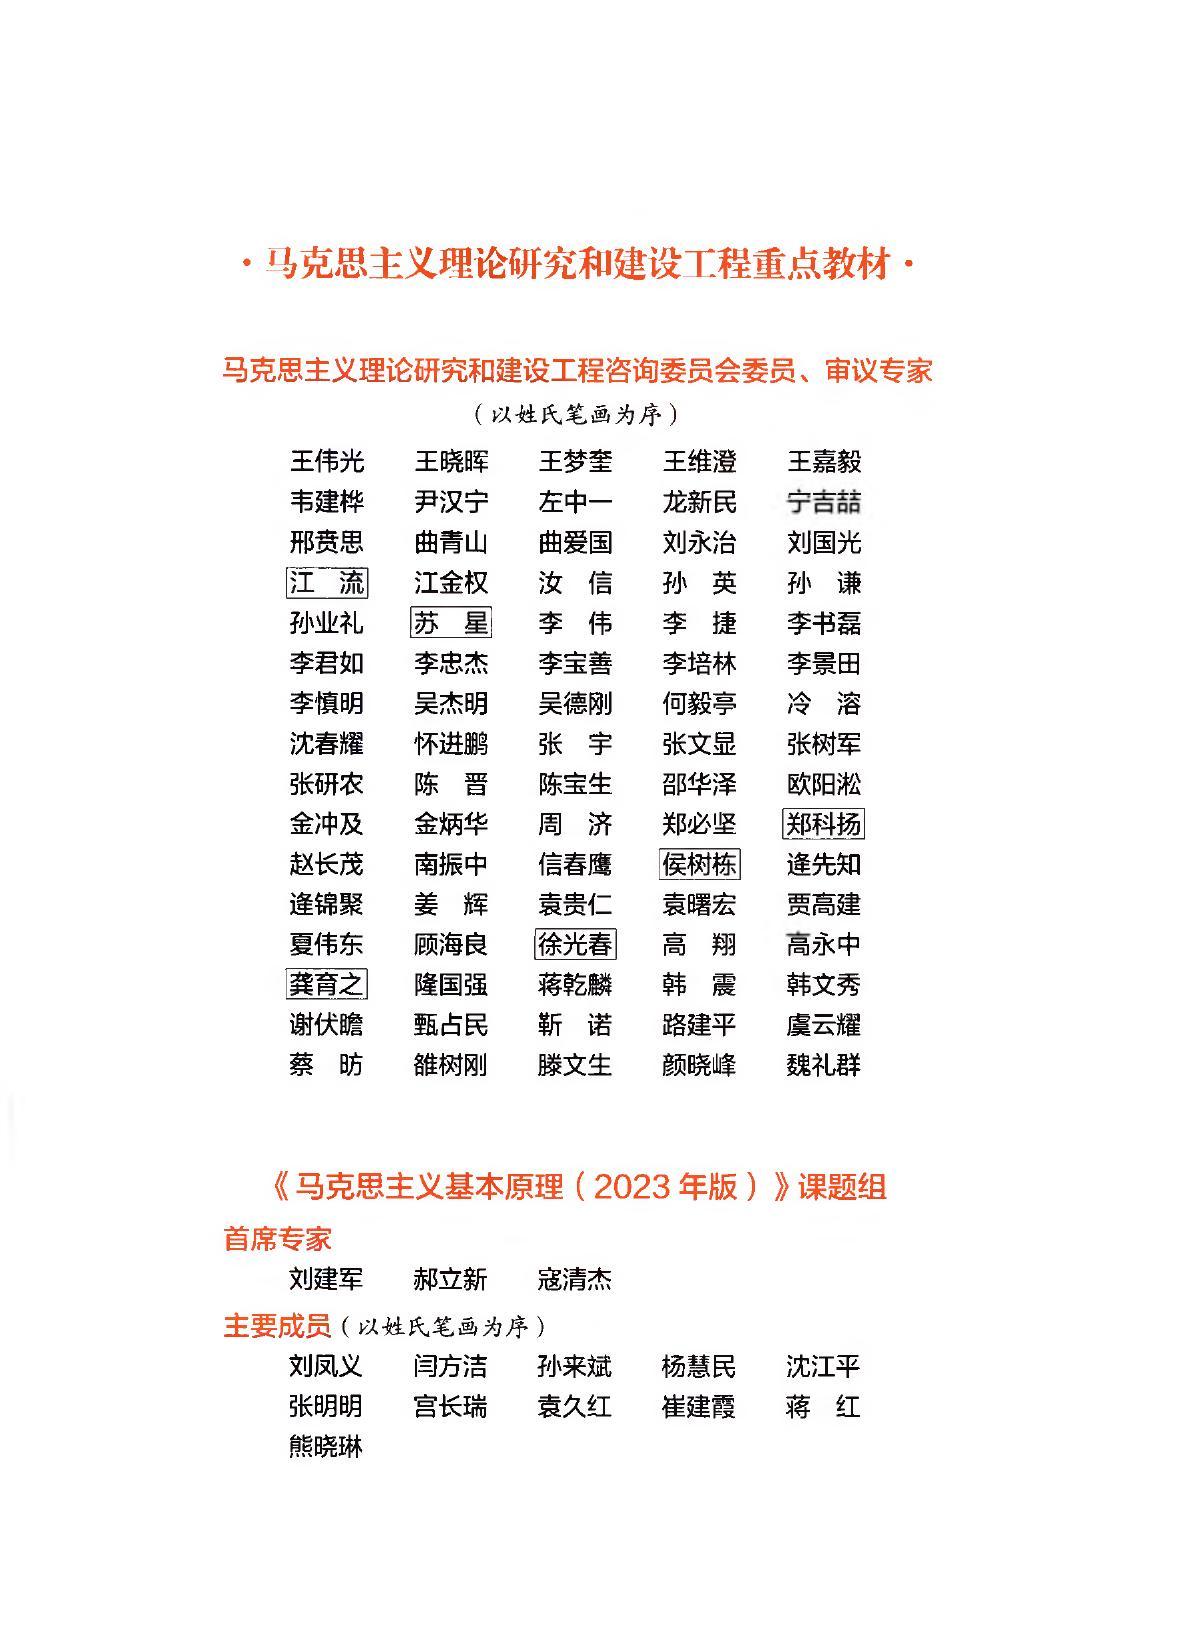 ·马克思主义理论研究和建设工程重点教材·
马克思主义理论研究和建设工程咨询委员会委员、审议专家
（以姓氏笔画为序）
王伟光 王晓晖 王梦奎 王维澄 王嘉毅
韦建桦 尹汉宁 左中一 龙新民 宁吉喆
邢贲思 曲青山 曲爱国 刘永治 刘国光
江 流 江金权 汝 信 孙 英 孙 谦
孙业礼 苏 星 李 伟 李 捷 李书磊
李君如 李忠杰 李宝善 李培林 李景田
李慎明 吴杰明 吴德刚 何毅亭 冷 溶
沈春耀 怀进鹏 张 宇 张文显 张树军
张研农 陈 晋 陈宝生 邵华泽 欧阳淞
金冲及 金炳华 周 济 郑必坚 郑科扬
赵长茂 南振中 信春鹰 侯树栋 逄先知
逄锦聚 姜 辉 袁贵仁 袁曙宏 贾高建
夏伟东 顾海良 徐光春 高 翔 高永中
龚育之 隆国强 蒋乾麟 韩 震 韩文秀
谢伏瞻 甄占民 靳 诺 路建平 虞云耀
蔡 昉 雒树刚 滕文生 颜晓峰 魏礼群
《马克思主义基本原理（2023年版）》课题组
首席专家
刘建军 郝立新 寇清杰
主要成员（以姓氏笔画为序）
刘凤义 闫方洁 孙来斌 杨慧民 沈江平
张明明 宫长瑞 袁久红 崔建霞 蒋 红
熊晓琳